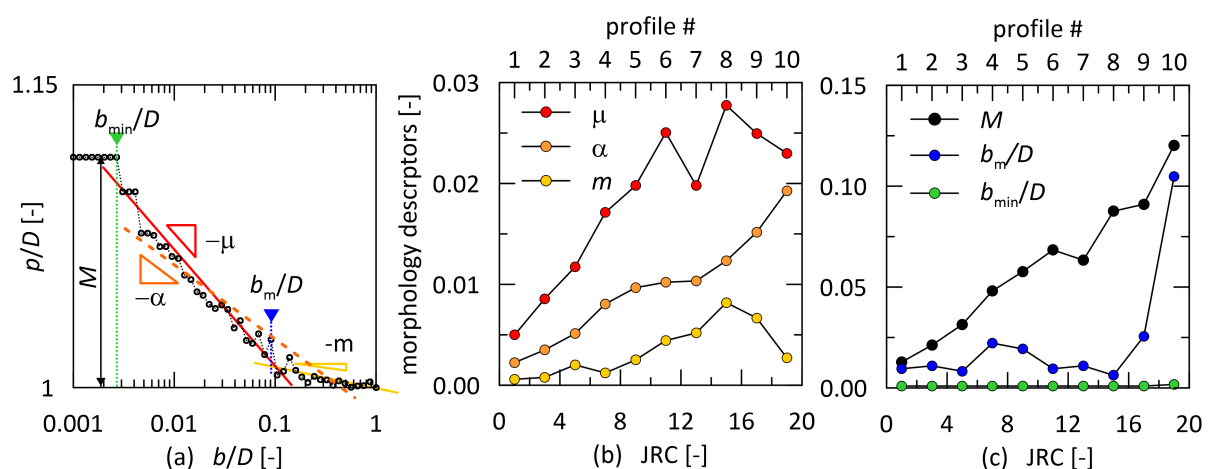 1.15
b_min/D
−μ
M
−α
b_m/D
-m
1
p/D [-]
0.001 0.01 0.1 1
(a) b/D [-]
profile #
1 2 3 4 5 6 7 8 9 10
0.03
0.02
0.01
0.00
morphology descrptors [-]
μ
α
m
0 4 8 12 16 20
(b) JRC [-]
profile #
1 2 3 4 5 6 7 8 9 10
0.15
0.10
0.05
0.00
M
b_m/D
b_min/D
0 4 8 12 16 20
(c) JRC [-]